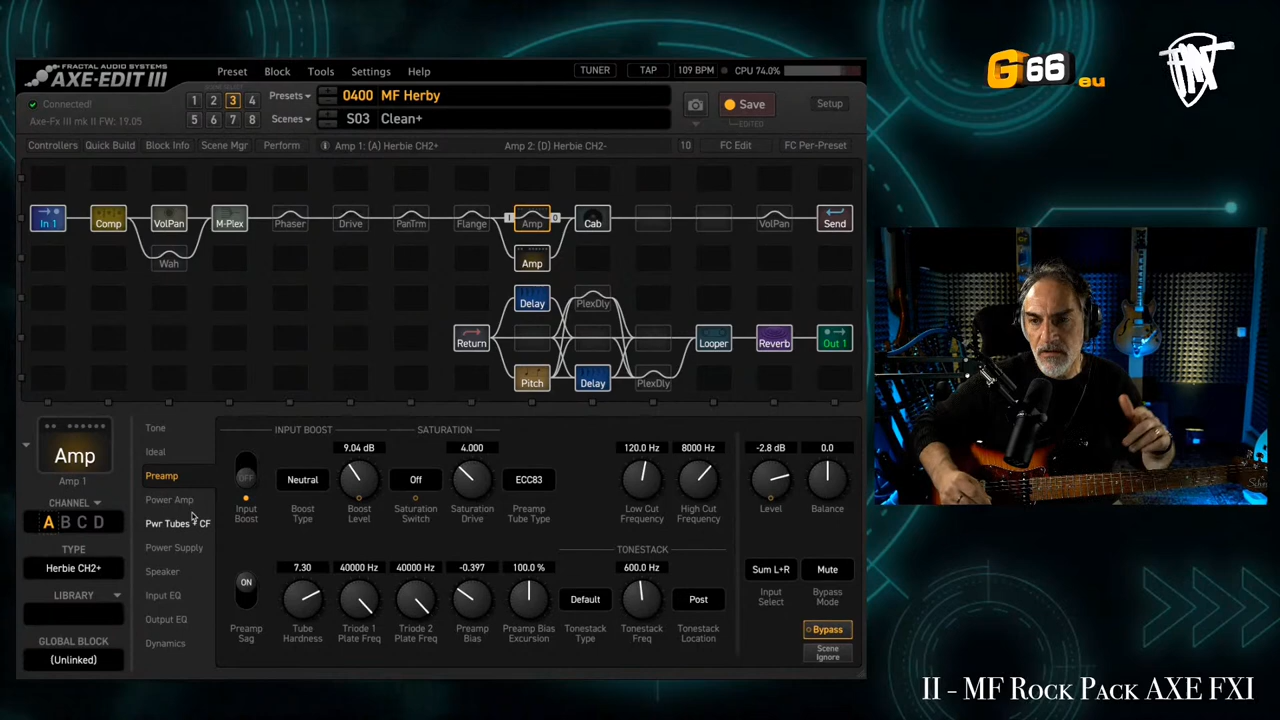 FRACTAL AUDIO SYSTEMS
AXE-EDIT III
Preset Block Tools Settings Help
TUNER TAP 109 BPM CPU 74.0%
G66.eu
Connected!
Axe-Fx III mk II FW: 19.05
1 2 3 4
5 6 7 8
Presets 0400 MF Herby
Scenes S03 Clean+
Save
EDITED
Setup
Controllers Quick Build Block Info Scene Mgr Perform
Amp 1: (A) Herbie CH2+ Amp 2: (D) Herbie CH2- 10 FC Edit FC Per-Preset
In 1 Comp VolPan M-Plex Phaser Drive PanTrm Flange I Amp O Cab VolPan Send
Wah Amp
Delay PlexDly
Return Looper Reverb Out 1
Pitch Delay PlexDly
Amp
Amp 1
CHANNEL
A B C D
TYPE
Herbie CH2+
LIBRARY
GLOBAL BLOCK
(Unlinked)
Tone
Ideal
Preamp
Power Amp
Pwr Tubes + CF
Power Supply
Speaker
Input EQ
Output EQ
Dynamics
INPUT BOOST SATURATION
9.04 dB 4.000 120.0 Hz 8000 Hz -2.8 dB 0.0
OFF Neutral Off ECC83
Input Boost
Boost Type
Boost Level
Saturation Switch
Saturation Drive
Preamp Tube Type
Low Cut Frequency
High Cut Frequency
Level
Balance
TONESTACK
7.30 40000 Hz 40000 Hz -0.397 100.0 % 600.0 Hz
ON Default Post Sum L+R Mute
Preamp Sag
Tube Hardness
Triode 1 Plate Freq
Triode 2 Plate Freq
Preamp Bias
Preamp Bias Excursion
Tonestack Type
Tonestack Freq
Tonestack Location
Input Select
Bypass Mode
Bypass
Scene Ignore
II - MF Rock Pack AXE FXI